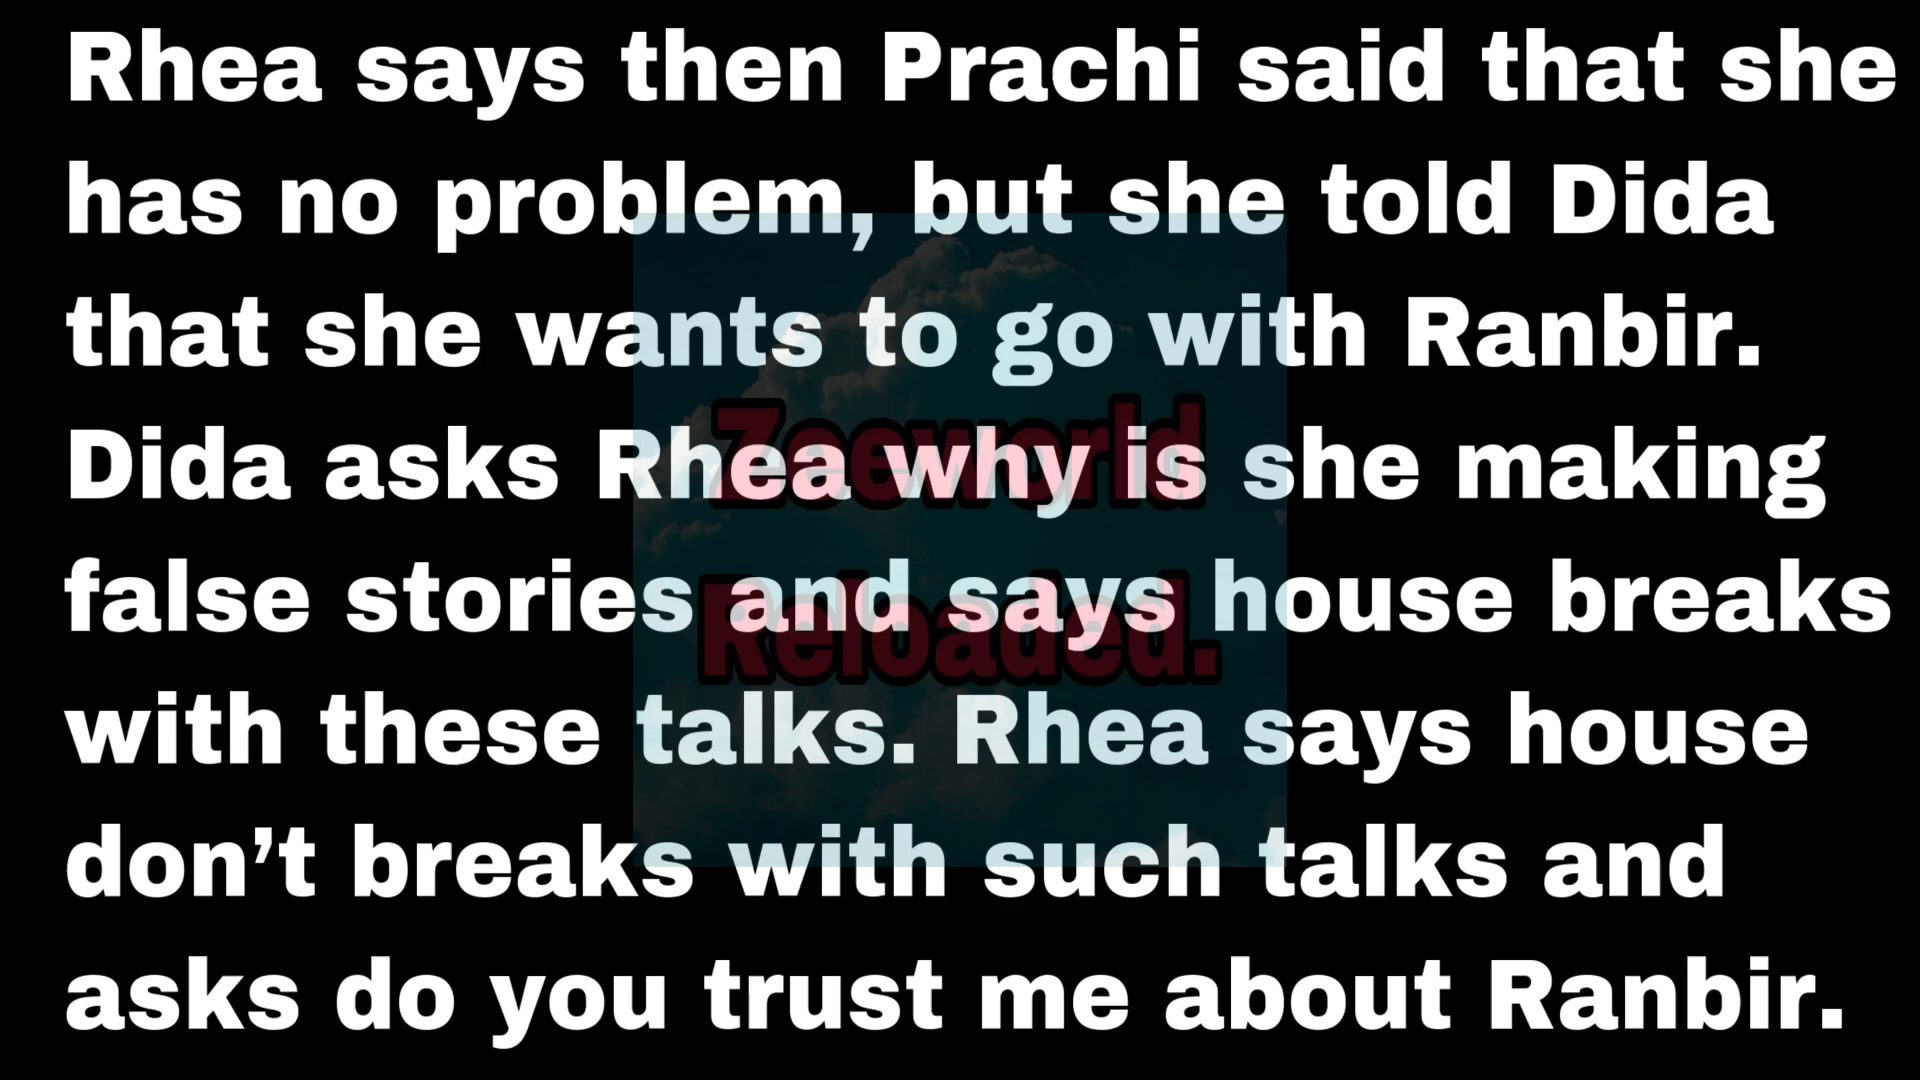 Rhea says then Prachi said that she
has no problem, but she told Dida
that she wants to go with Ranbir.
Dida asks Rhea why is she making
false stories and says house breaks
with these talks. Rhea says house
don’t breaks with such talks and
asks do you trust me about Ranbir.
Zeeworld
Reloaded.